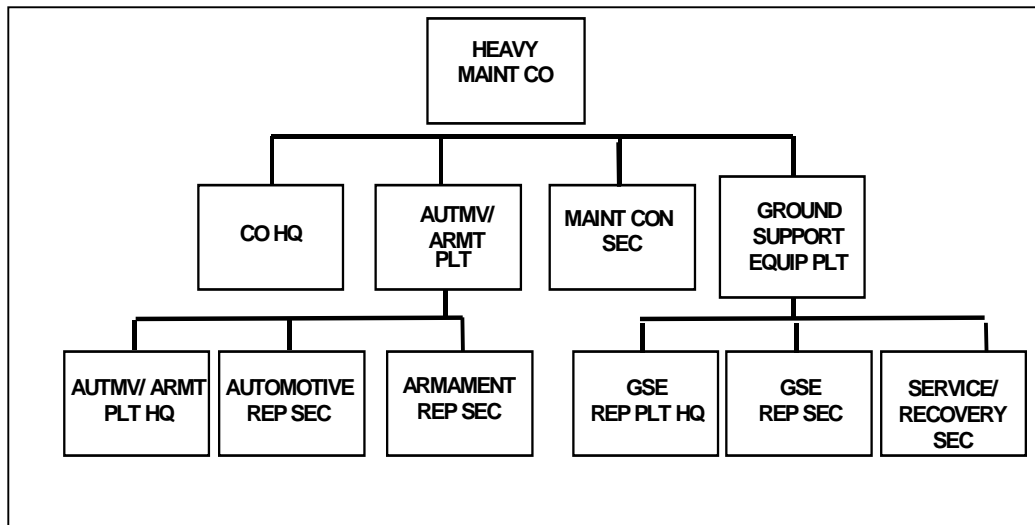 HEAVY
MAINT CO
CO HQ
AUTMV/
ARMT
PLT
MAINT CON
SEC
GROUND
SUPPORT
EQUIP PLT
AUTMV/ ARMT
PLT HQ
AUTOMOTIVE
REP SEC
ARMAMENT
REP SEC
GSE
REP PLT HQ
GSE
REP SEC
SERVICE/
RECOVERY
SEC